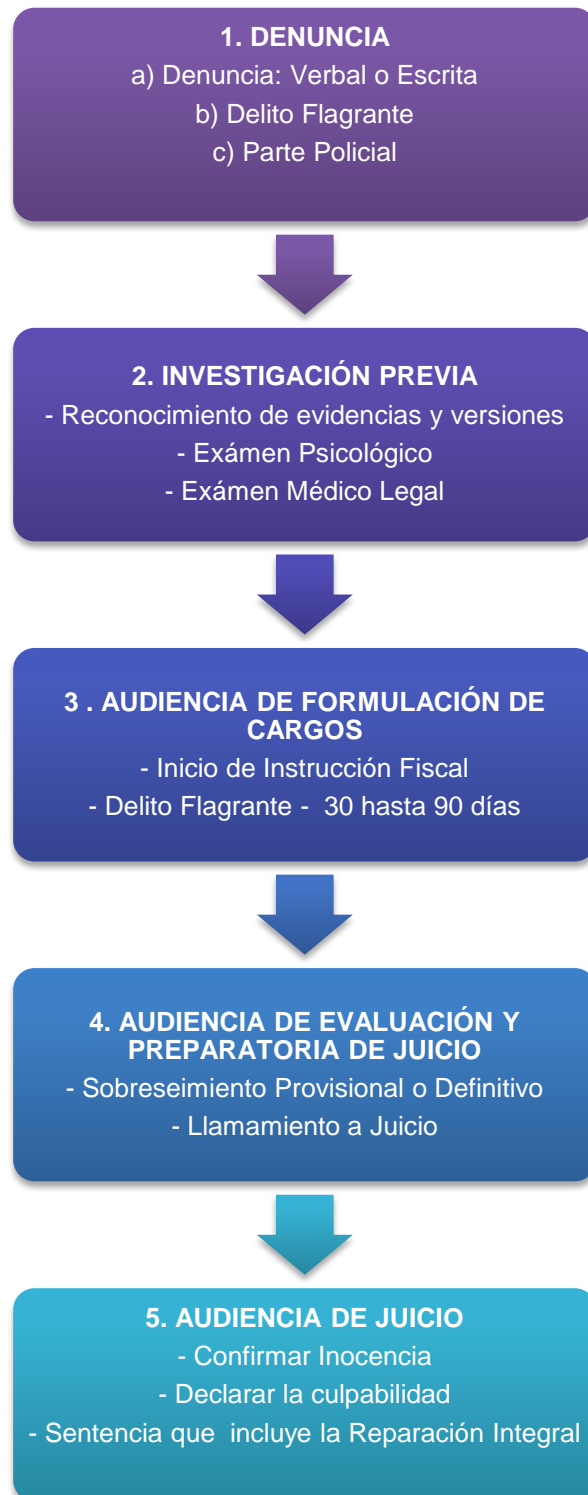 1. DENUNCIA
a) Denuncia: Verbal o Escrita
b) Delito Flagrante
c) Parte Policial
2. INVESTIGACIÓN PREVIA
- Reconocimiento de evidencias y versiones
- Exámen Psicológico
- Exámen Médico Legal
3 . AUDIENCIA DE FORMULACIÓN DE
CARGOS
- Inicio de Instrucción Fiscal
- Delito Flagrante -  30 hasta 90 días
4. AUDIENCIA DE EVALUACIÓN Y
PREPARATORIA DE JUICIO
- Sobreseimiento Provisional o Definitivo
- Llamamiento a Juicio
5. AUDIENCIA DE JUICIO
- Confirmar Inocencia
- Declarar la culpabilidad
- Sentencia que  incluye la Reparación Integral